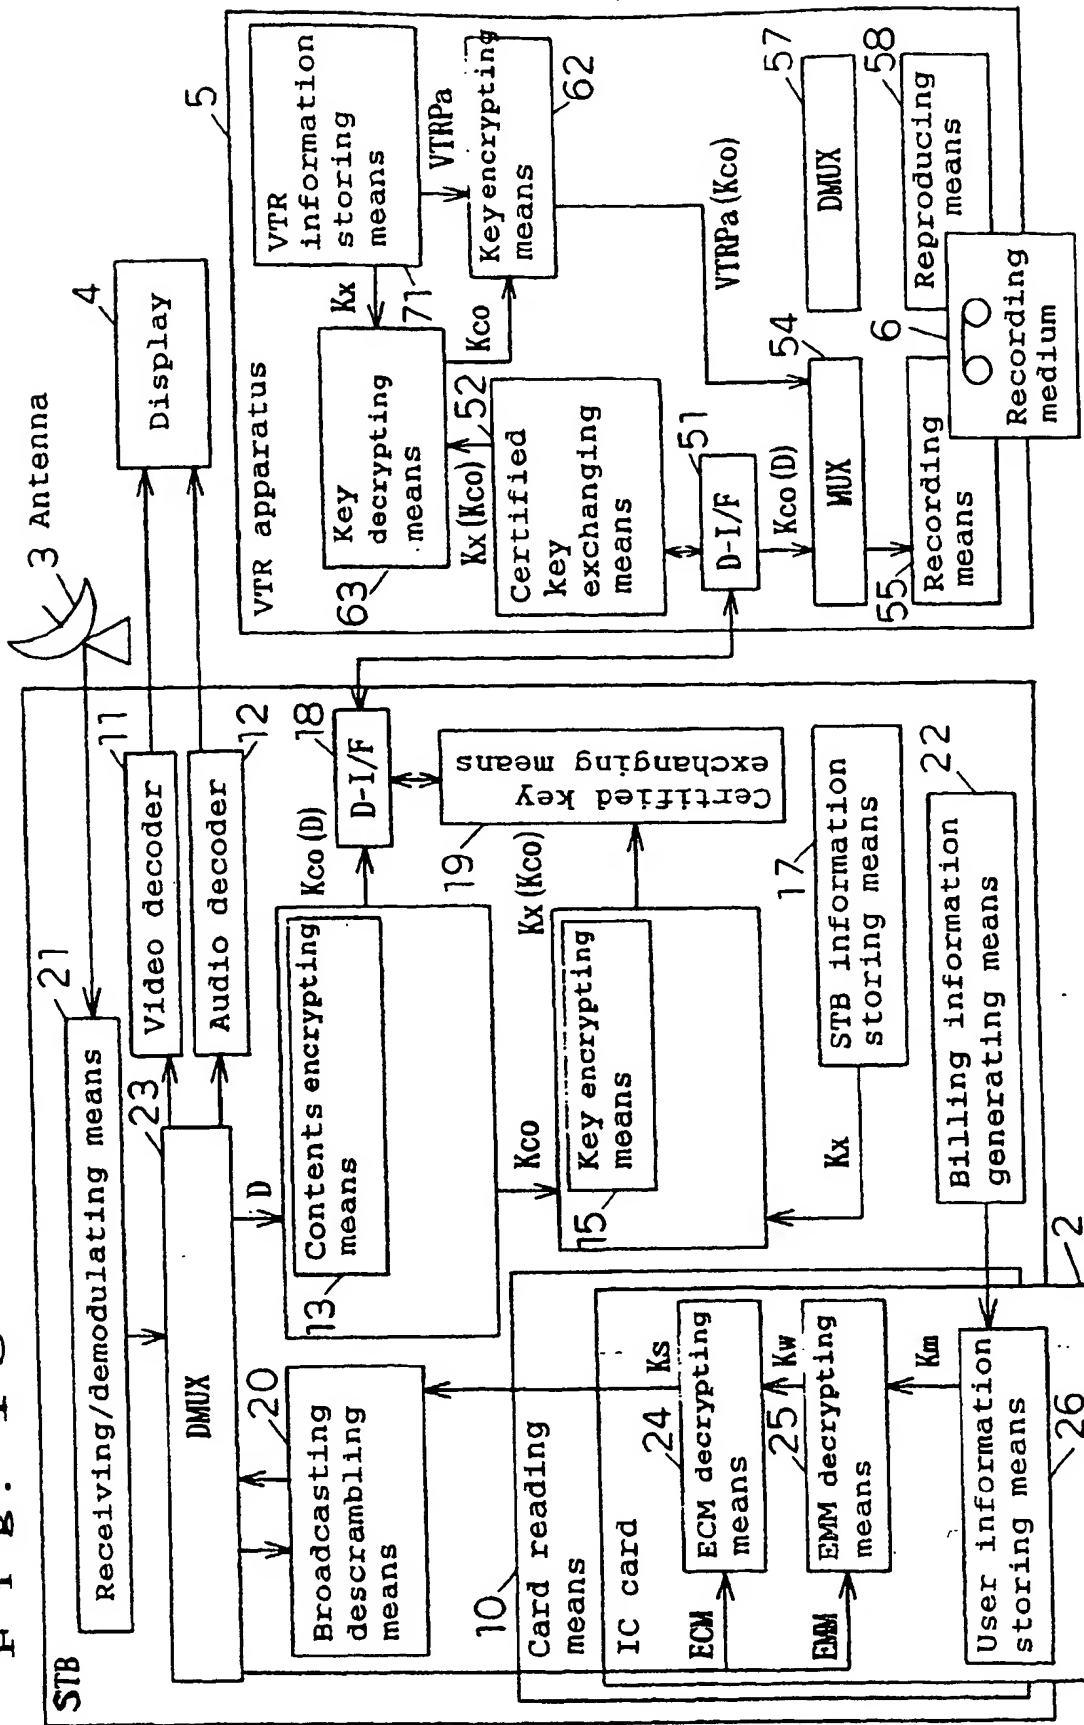 STB
Receiving/demodulating means
21
3 Antenna
DMUX
23
Video decoder
11
Audio decoder
12
4
Display
Broadcasting
descrambling
means
20
D
Contents encrypting
means
13
Kco(D)
18
D-I/F
Kco
Key encrypting
means
15
Kx(Kco)
19
Certified key
exchanging means
Kx
STB information
storing means
17
Billing information
generating means
22
10
Card reading
means
IC card
2
ECM
ECM decrypting
means
24
Ks
EMM
EMM decrypting
means
25
Kw
Km
User information
storing means
26
VTR apparatus
5
VTR
information
storing
means
71
Kx
VTRPa
Key
decrypting
means
63
Kco
Key encrypting
means
62
Kx(Kco)
52
Certified
key
exchanging
means
D-I/F
51
Kco(D)
VTRPa(Kco)
MUX
54
DMUX
57
Recording
means
55
Reproducing
means
58
6
Recording
medium